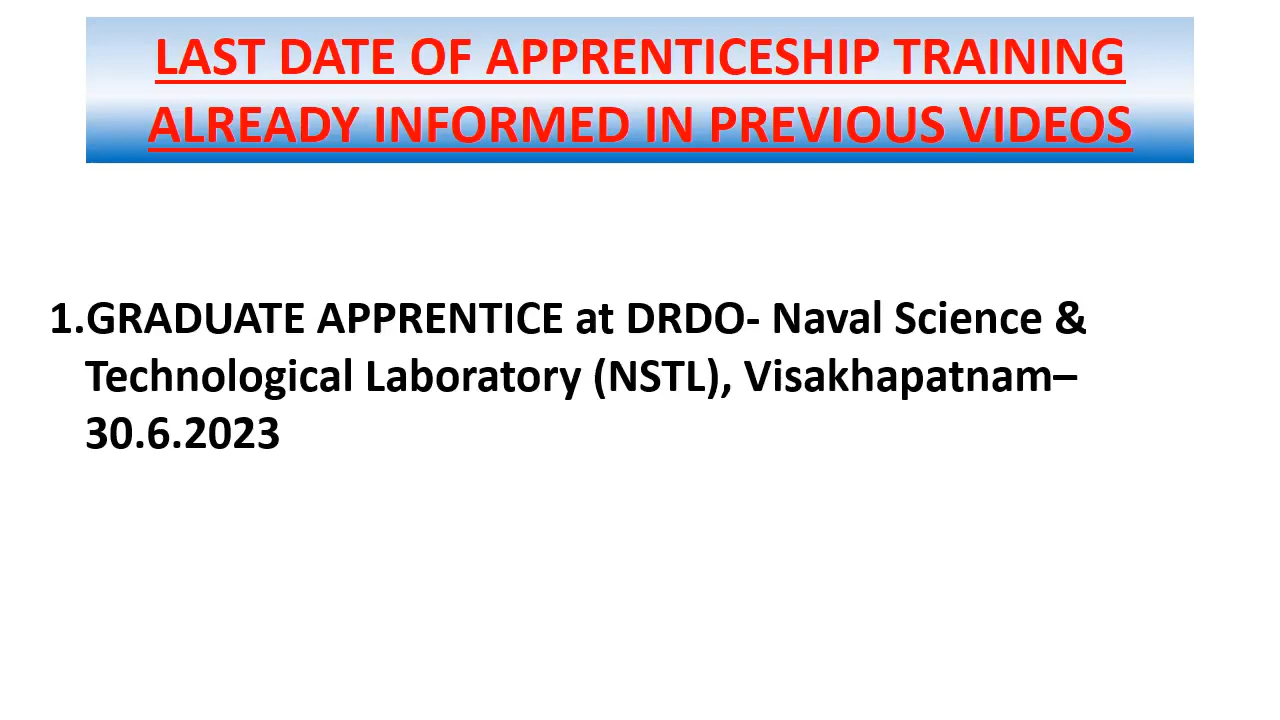 LAST DATE OF APPRENTICESHIP TRAINING
ALREADY INFORMED IN PREVIOUS VIDEOS
1.GRADUATE APPRENTICE at DRDO- Naval Science &
Technological Laboratory (NSTL), Visakhapatnam–
30.6.2023